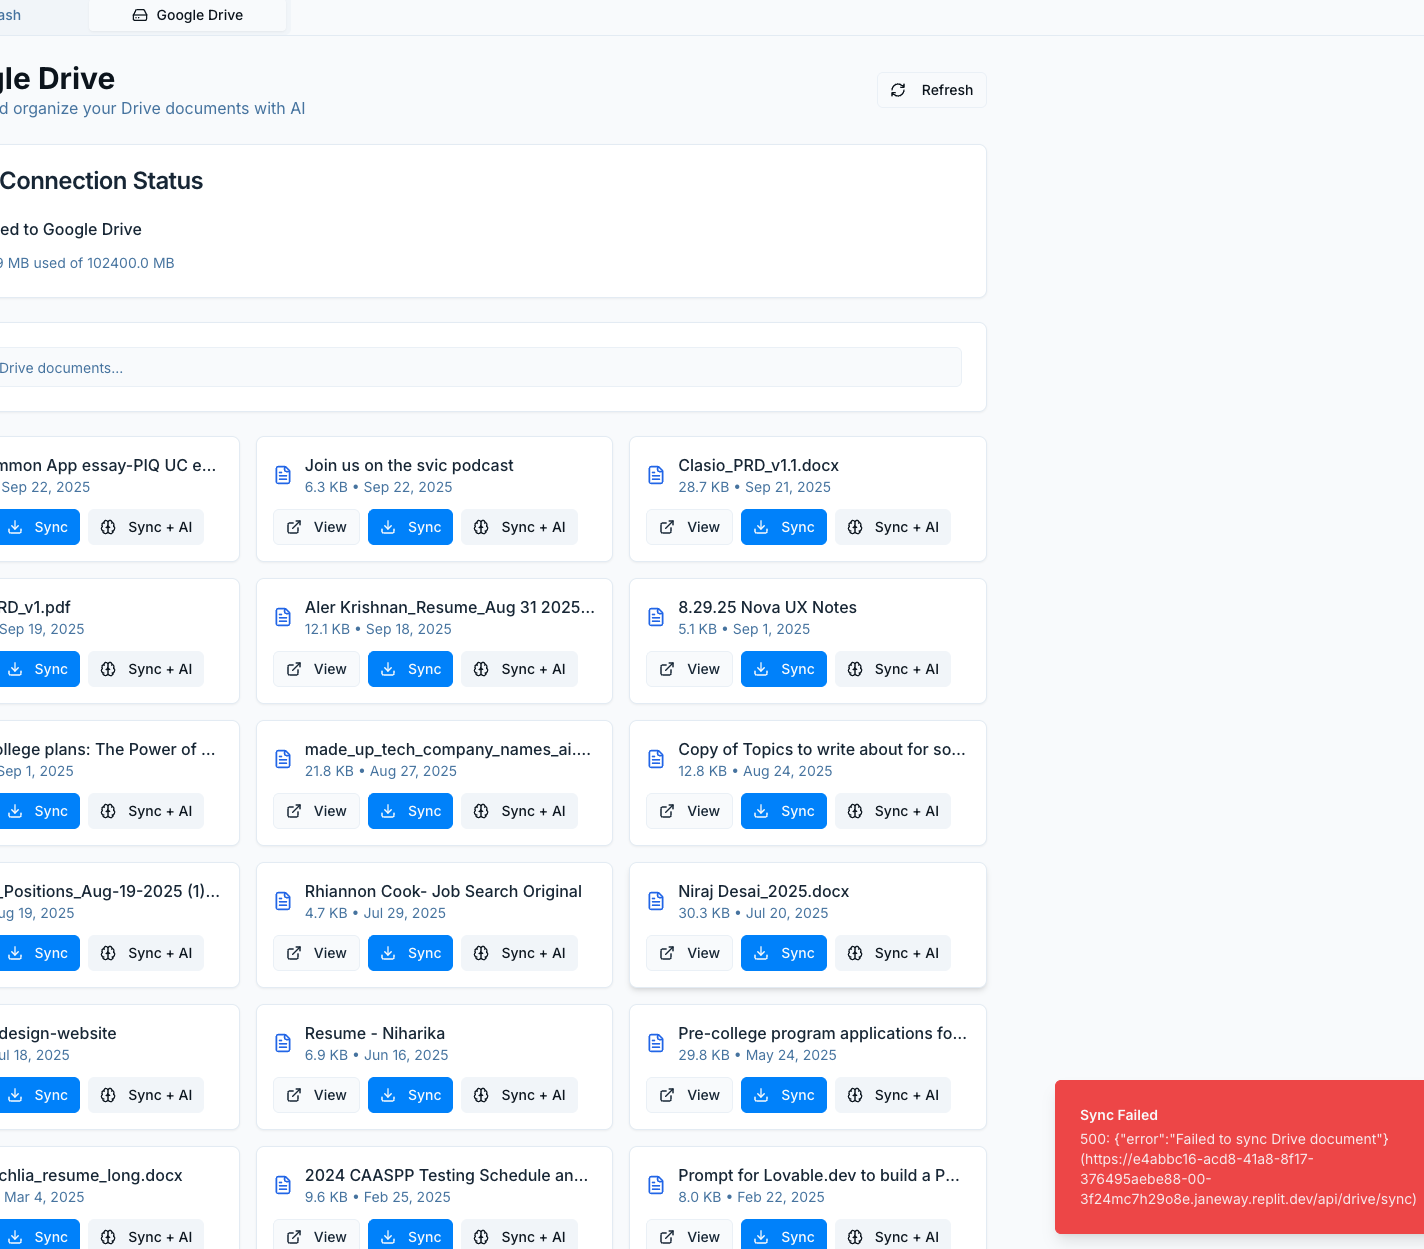 ash
Google Drive
gle Drive
d organize your Drive documents with AI
Refresh
Connection Status
ed to Google Drive
9 MB used of 102400.0 MB
Drive documents...
mmon App essay-PIQ UC e...
Sep 22, 2025
Sync
Sync + AI
Join us on the svic podcast
6.3 KB • Sep 22, 2025
View
Sync
Sync + AI
Clasio_PRD_v1.1.docx
28.7 KB • Sep 21, 2025
View
Sync
Sync + AI
RD_v1.pdf
Sep 19, 2025
Sync
Sync + AI
Aler Krishnan_Resume_Aug 31 2025...
12.1 KB • Sep 18, 2025
View
Sync
Sync + AI
8.29.25 Nova UX Notes
5.1 KB • Sep 1, 2025
View
Sync
Sync + AI
ollege plans: The Power of ...
Sep 1, 2025
Sync
Sync + AI
made_up_tech_company_names_ai....
21.8 KB • Aug 27, 2025
View
Sync
Sync + AI
Copy of Topics to write about for so...
12.8 KB • Aug 24, 2025
View
Sync
Sync + AI
_Positions_Aug-19-2025 (1)...
ug 19, 2025
Sync
Sync + AI
Rhiannon Cook- Job Search Original
4.7 KB • Jul 29, 2025
View
Sync
Sync + AI
Niraj Desai_2025.docx
30.3 KB • Jul 20, 2025
View
Sync
Sync + AI
design-website
ul 18, 2025
Sync
Sync + AI
Resume - Niharika
6.9 KB • Jun 16, 2025
View
Sync
Sync + AI
Pre-college program applications fo...
29.8 KB • May 24, 2025
View
Sync
Sync + AI
chlia_resume_long.docx
Mar 4, 2025
Sync
Sync + AI
2024 CAASPP Testing Schedule an...
9.6 KB • Feb 25, 2025
View
Sync
Sync + AI
Prompt for Lovable.dev to build a P...
8.0 KB • Feb 22, 2025
View
Sync
Sync + AI
Sync Failed
500: {"error":"Failed to sync Drive document"}
(https://e4abbc16-acd8-41a8-8f17-
376495aebe88-00-
3f24mc7h29o8e.janeway.replit.dev/api/drive/sync)